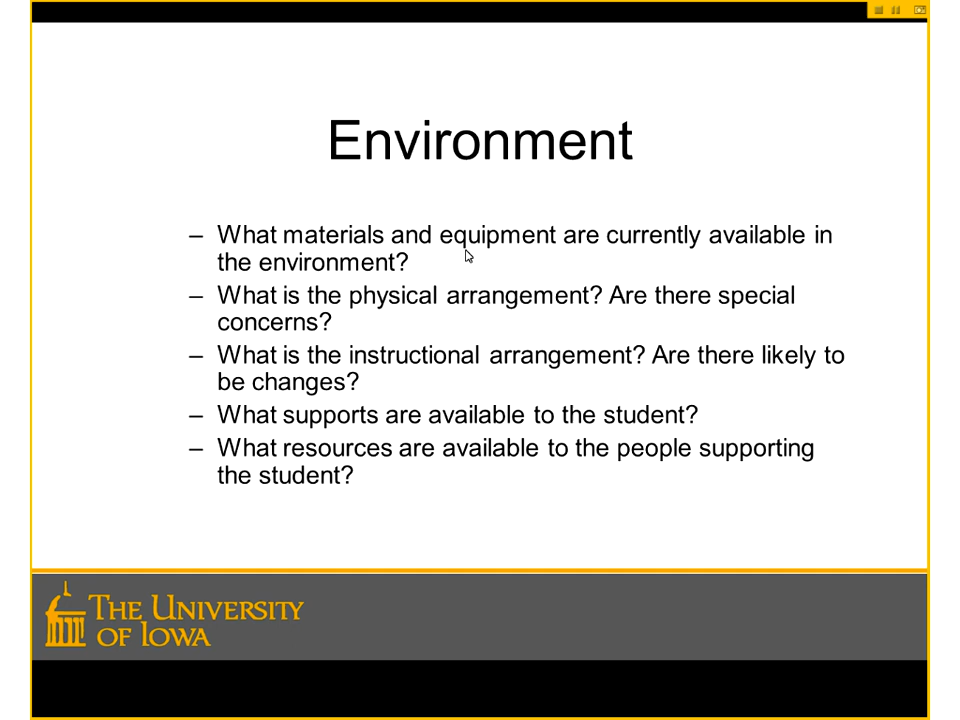 Environment
– What materials and equipment are currently available in
the environment?
– What is the physical arrangement? Are there special
concerns?
– What is the instructional arrangement? Are there likely to
be changes?
– What supports are available to the student?
– What resources are available to the people supporting
the student?
THE UNIVERSITY
OF IOWA